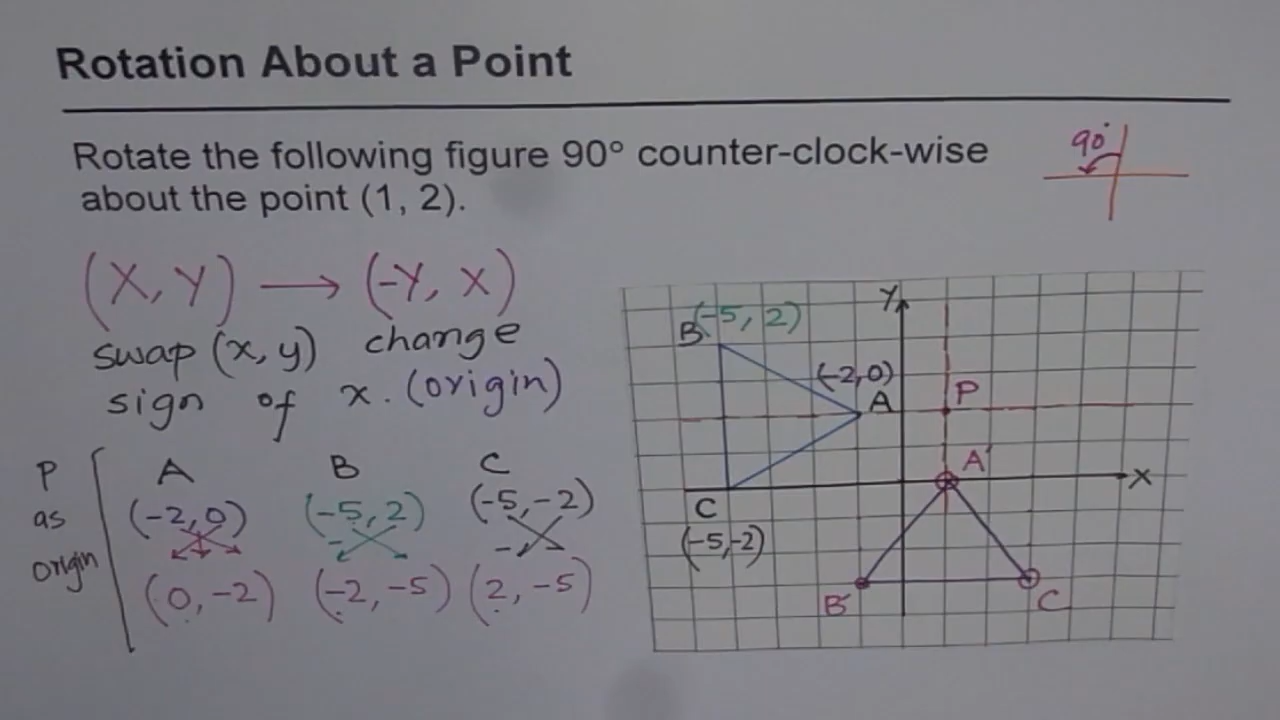 Rotation About a Point
Rotate the following figure 90° counter-clock-wise
about the point (1, 2).
90°
(X, Y) → (-Y, X)
swap (x, y) change
sign of x. (origin)
P as origin
A B C
(-2, 0) (-5, 2) (-5, -2)
- -
(0, -2) (-2, -5) (2, -5)
Y
B (-5, 2)
(-2, 0)
A
P
A'
X
C
(-5, -2)
B'
C